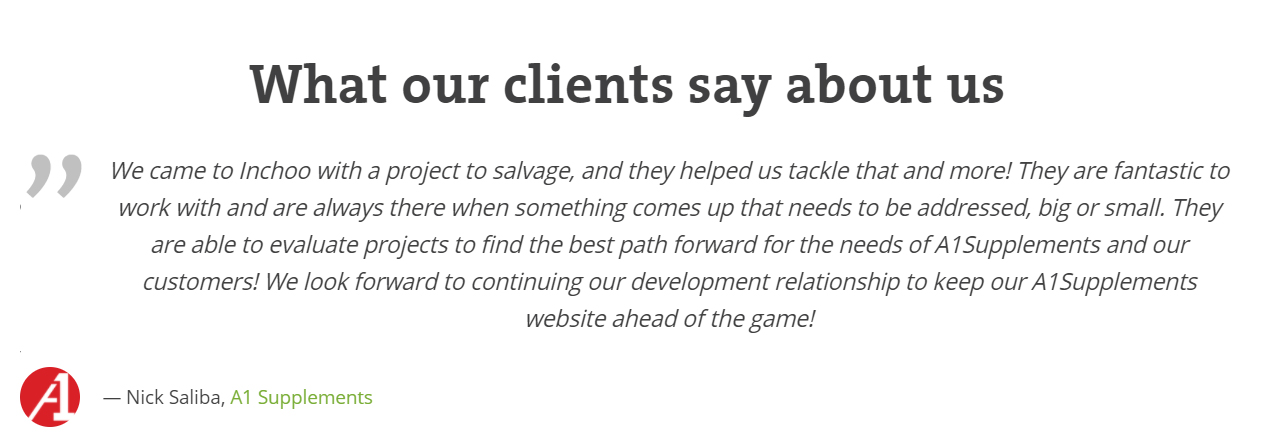 What our clients say about us
” We came to Inchoo with a project to salvage, and they helped us tackle that and more! They are fantastic to
work with and are always there when something comes up that needs to be addressed, big or small. They
are able to evaluate projects to find the best path forward for the needs of A1Supplements and our
customers! We look forward to continuing our development relationship to keep our A1Supplements
website ahead of the game!
A1 — Nick Saliba, A1 Supplements